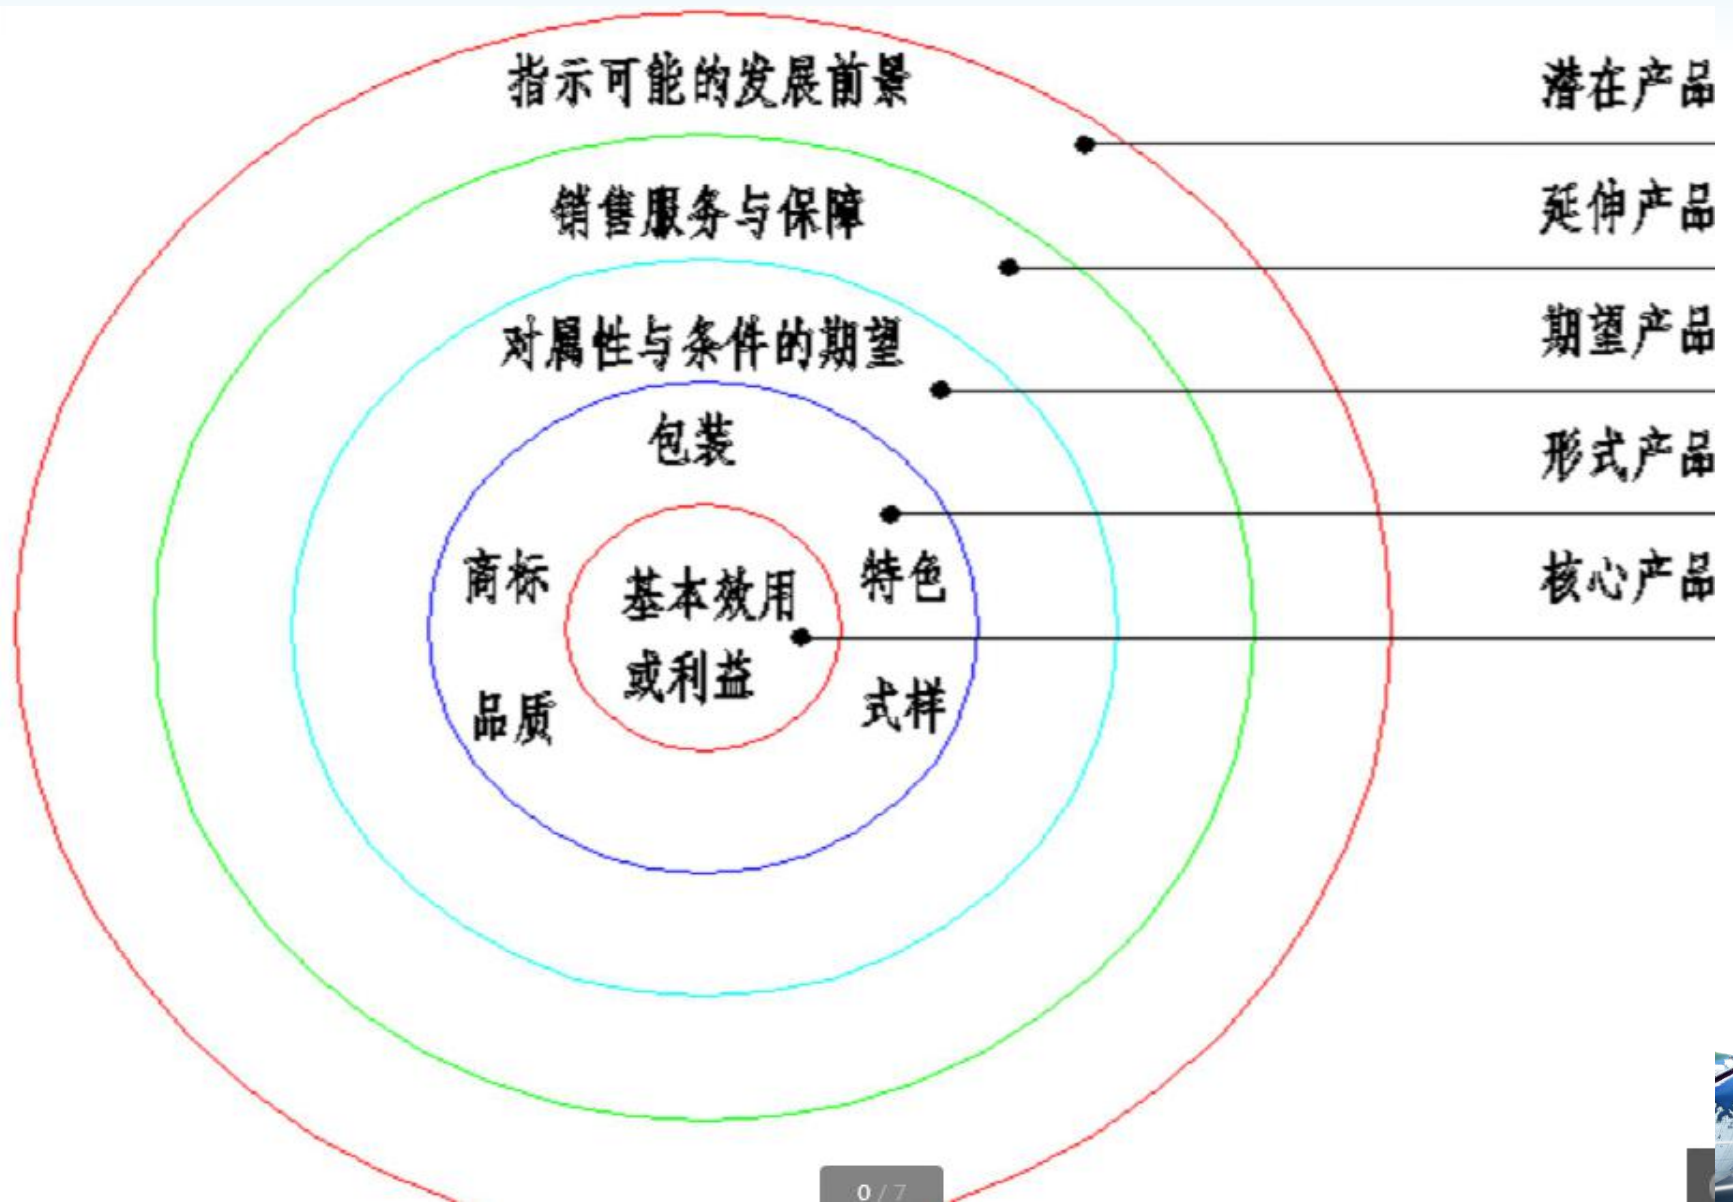 指示可能的发展前景
潜在产品
销售服务与保障
延伸产品
对属性与条件的期望
期望产品
包装
形式产品
商标
基本效用
特色
核心产品
或利益
品质
式样
0 / 7